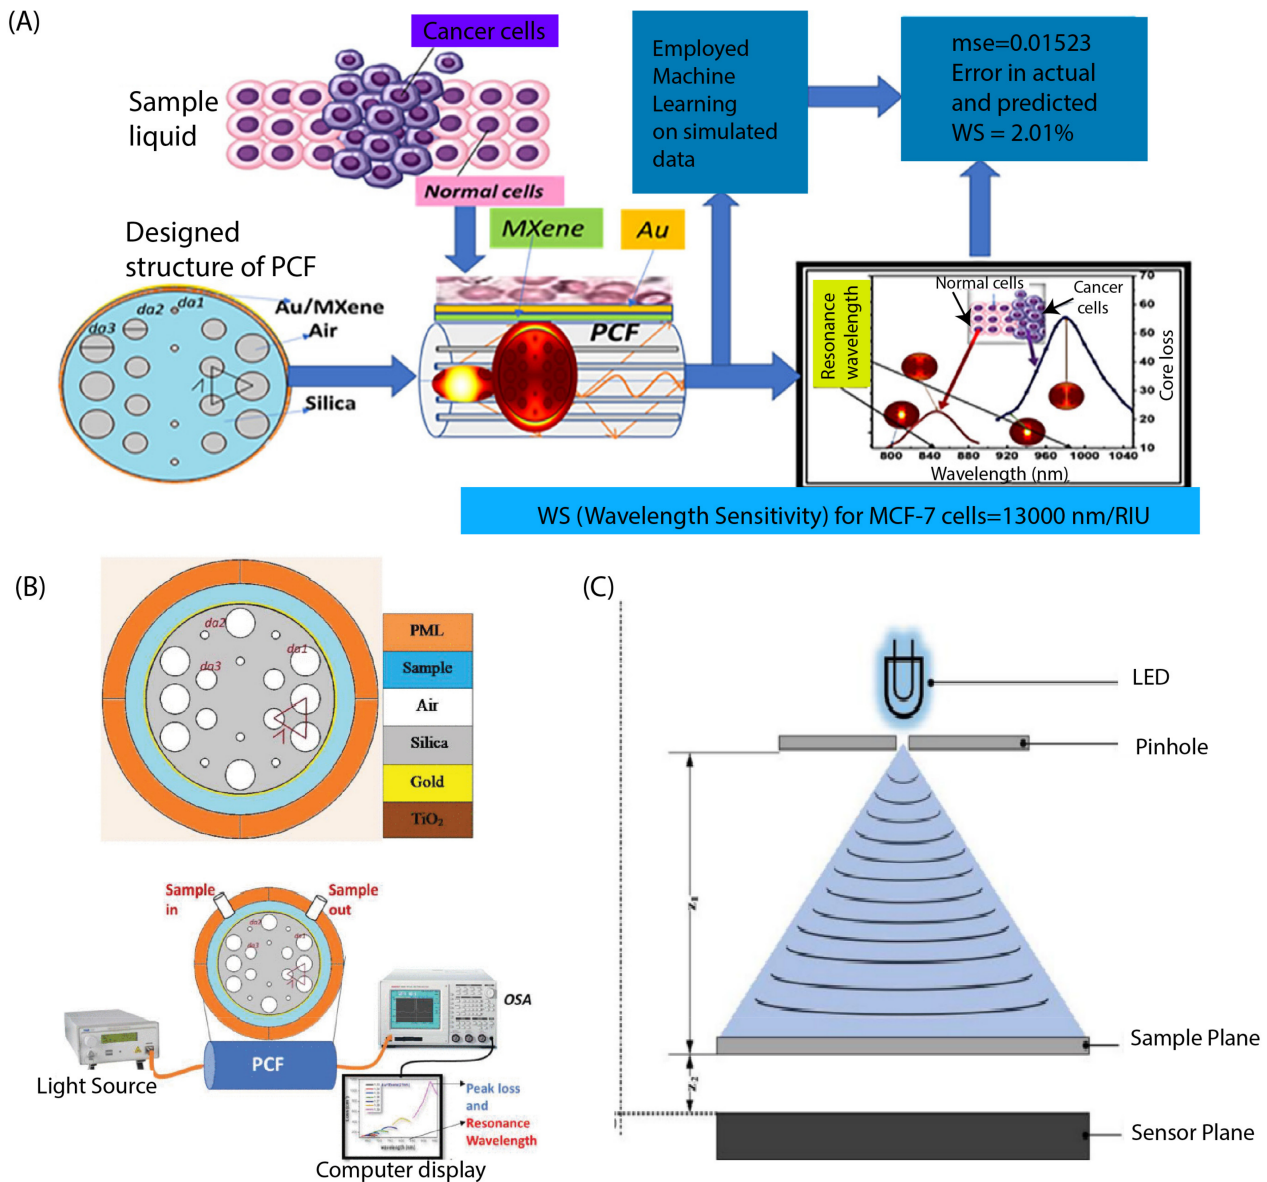 (A)
Cancer cells
Sample
liquid
Normal cells
Employed
Machine
Learning
on simulated
data
mse=0.01523
Error in actual
and predicted
WS = 2.01%
Designed
structure of PCF
MXene
Au
da1
da2
da3
Au/MXene
Air
Silica
Λ
PCF
Resonance
wavelength
Normal cells
Cancer
cells
70
60
50
40
30
20
10
Core loss
800 840 880 920 960 1000 1040
Wavelength (nm)
WS (Wavelength Sensitivity) for MCF-7 cells=13000 nm/RIU
(B)
da2
da1
da3
Λ
PML
Sample
Air
Silica
Gold
TiO₂
Sample
in
Sample
out
OSA
Light Source
PCF
Peak loss
and
Resonance
Wavelength
Computer display
(C)
LED
Pinhole
z₁
Sample Plane
z₂
Sensor Plane